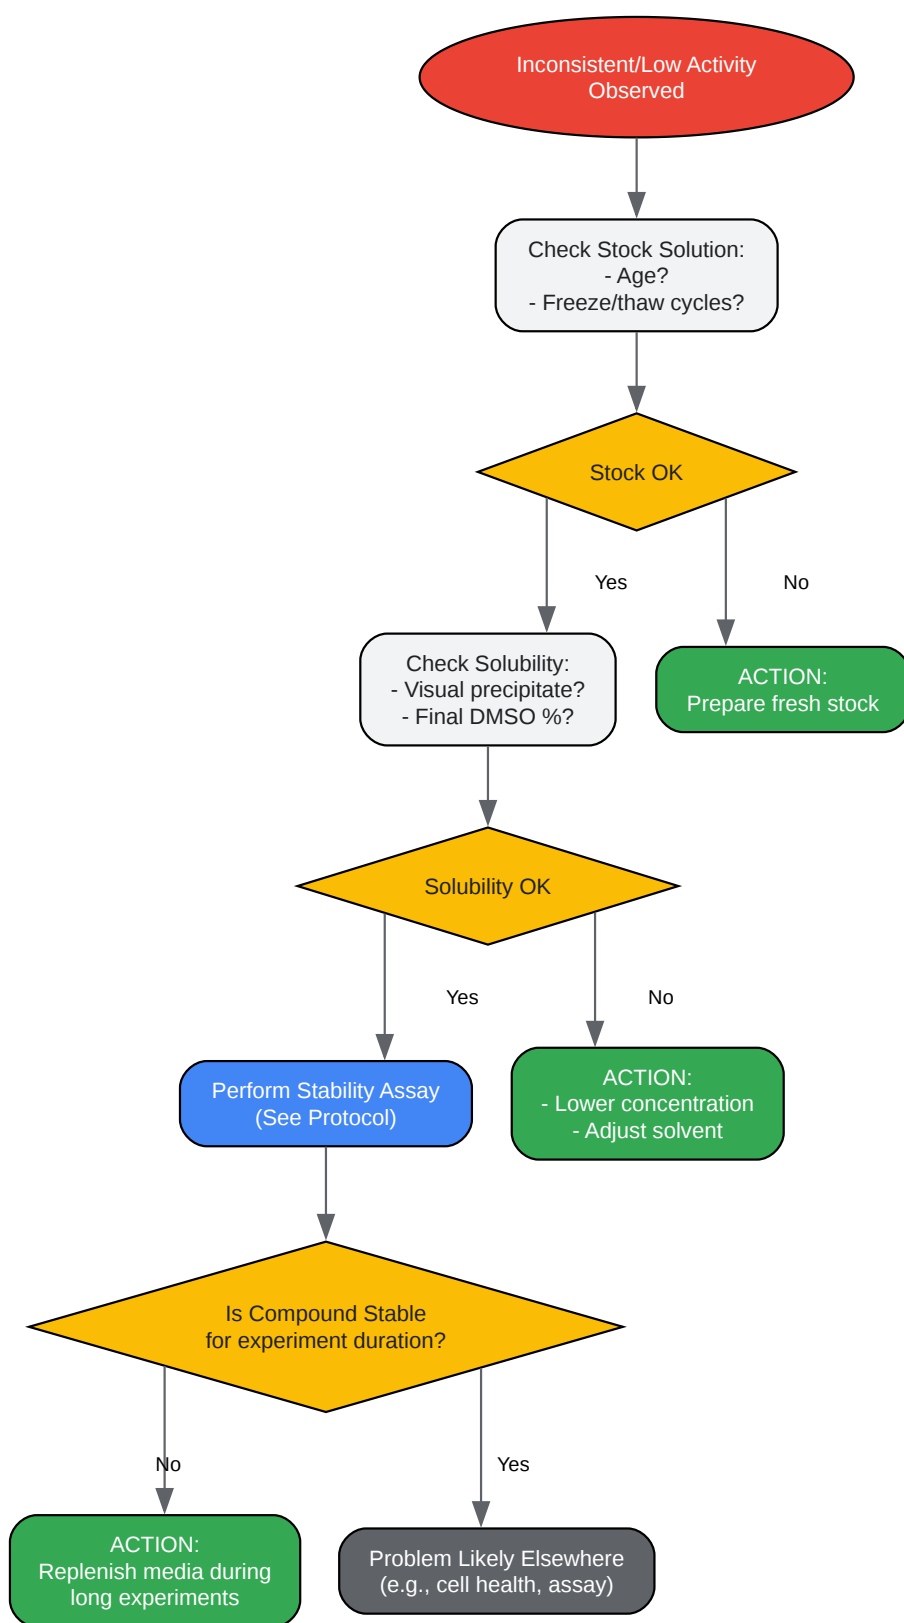 Inconsistent/Low Activity
Observed
Check Stock Solution:
- Age?
- Freeze/thaw cycles?
Stock OK
Yes
No
Check Solubility:
- Visual precipitate?
- Final DMSO %?
ACTION:
Prepare fresh stock
Solubility OK
Yes
No
Perform Stability Assay
(See Protocol)
ACTION:
- Lower concentration
- Adjust solvent
Is Compound Stable
for experiment duration?
No
Yes
ACTION:
Replenish media during
long experiments
Problem Likely Elsewhere
(e.g., cell health, assay)